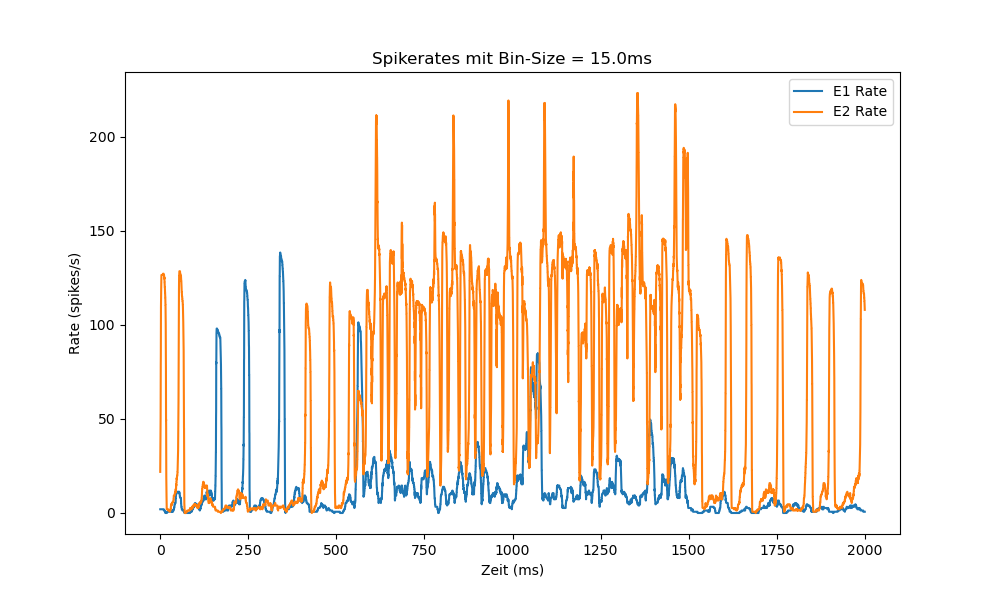 Spikerates mit Bin-Size = 15.0ms
E1 Rate
E2 Rate
Rate (spikes/s)
200
150
100
50
0
0 250 500 750 1000 1250 1500 1750 2000
Zeit (ms)